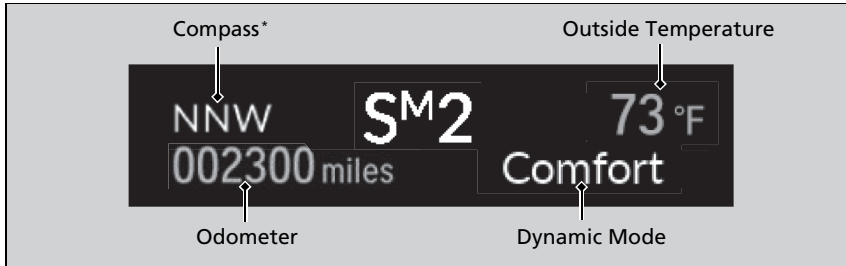 Compass* Outside Temperature
NNW SM2 73 °F
002300 miles Comfort
Odometer Dynamic Mode